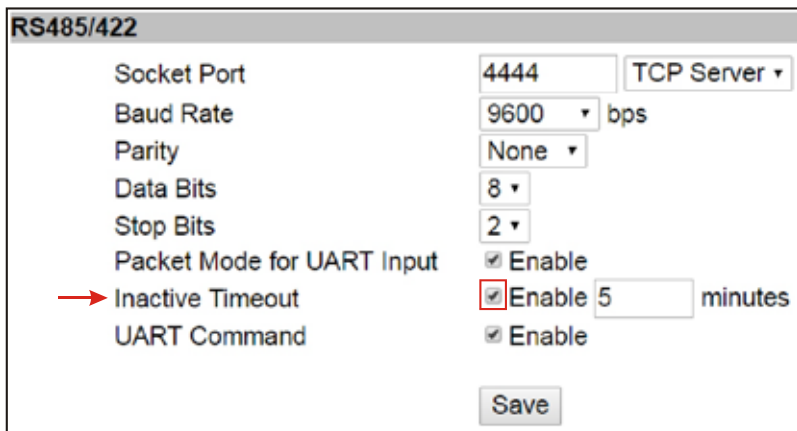 RS485/422
Socket Port 4444 TCP Server
Baud Rate 9600 bps
Parity None
Data Bits 8
Stop Bits 2
Packet Mode for UART Input Enable
Inactive Timeout Enable 5 minutes
UART Command Enable
Save